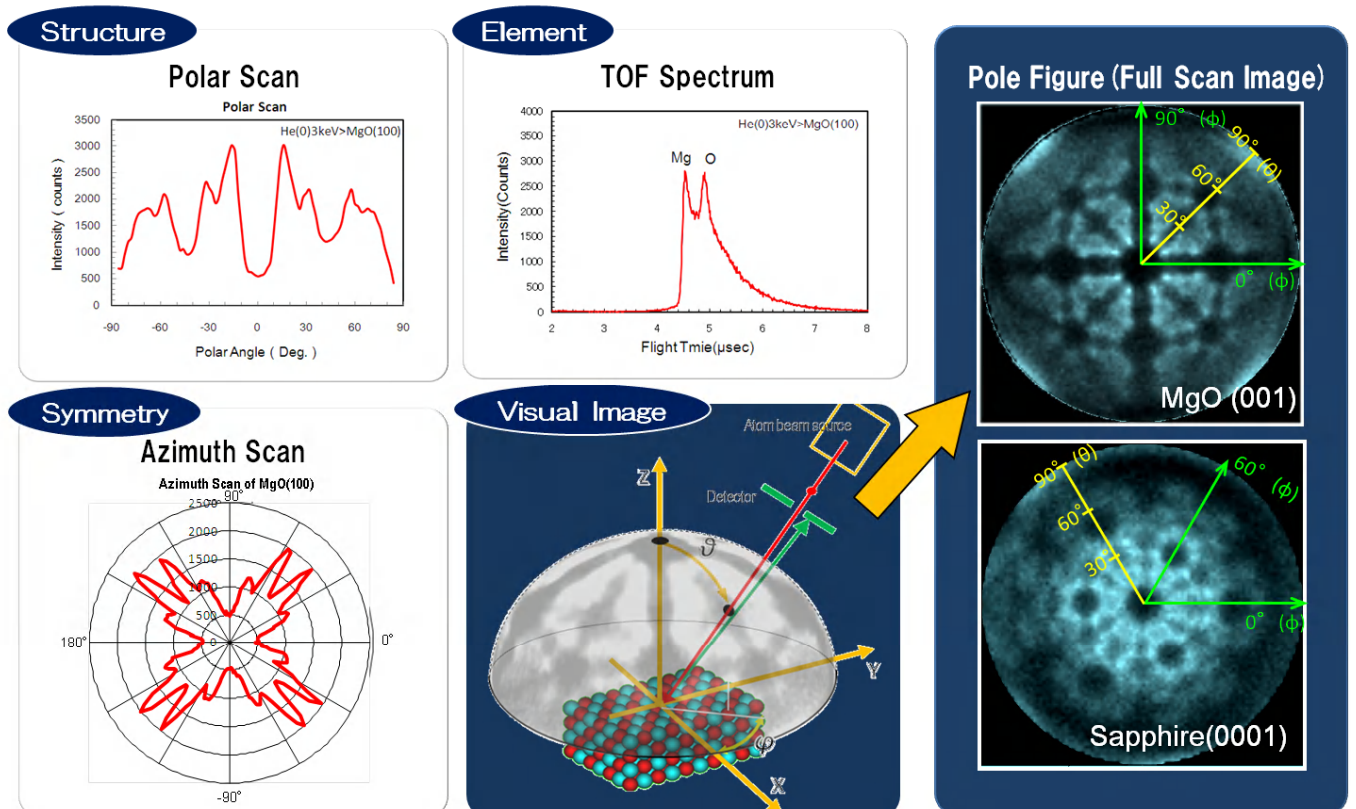 Structure
Polar Scan
Polar Scan
He(0)3keV>MgO(100)
Intensity ( counts)
3500
3000
2500
2000
1500
1000
500
0
-90 -60 -30 0 30 60 90
Polar Angle ( Deg. )
Element
TOF Spectrum
He(0)3keV>MgO(100)
Mg O
Intensity(Counts)
4000
3500
3000
2500
2000
1500
1000
500
0
2 3 4 5 6 7 8
Flight Tmie(μsec)
Symmetry
Azimuth Scan
Azimuth Scan of MgO(100)
90°
2500
2000
1500
1000
500
0
180°
0°
-90°
Visual Image
Atom beam source
Detector
Z
ϑ
Y
φ
X
Pole Figure (Full Scan Image)
90° (ϕ)
90° (θ)
60°
30°
0° (ϕ)
MgO (001)
90° (θ)
60°
30°
60° (ϕ)
0° (ϕ)
Sapphire(0001)